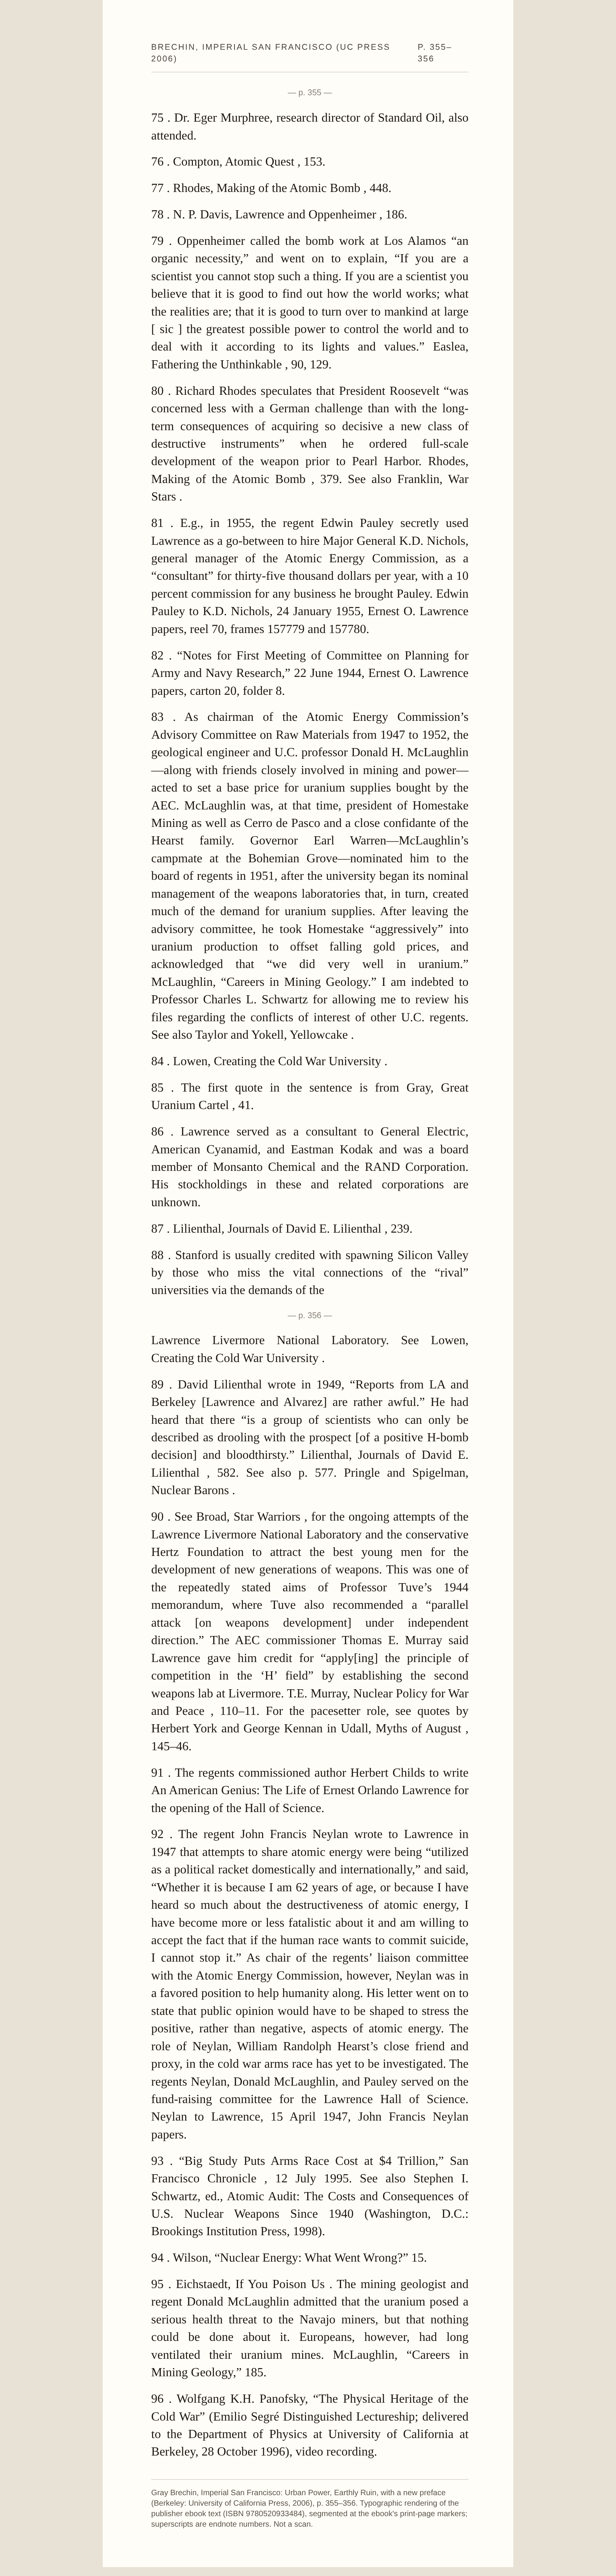 BRECHIN, IMPERIAL SAN FRANCISCO (UC PRESS 2006)
P. 355–356
— p. 355 —
75 . Dr. Eger Murphree, research director of Standard Oil, also
attended.
76 . Compton, Atomic Quest , 153.
77 . Rhodes, Making of the Atomic Bomb , 448.
78 . N. P. Davis, Lawrence and Oppenheimer , 186.
79 . Oppenheimer called the bomb work at Los Alamos “an
organic necessity,” and went on to explain, “If you are a
scientist you cannot stop such a thing. If you are a scientist you
believe that it is good to find out how the world works; what
the realities are; that it is good to turn over to mankind at large
[ sic ] the greatest possible power to control the world and to
deal with it according to its lights and values.” Easlea,
Fathering the Unthinkable , 90, 129.
80 . Richard Rhodes speculates that President Roosevelt “was
concerned less with a German challenge than with the long-
term consequences of acquiring so decisive a new class of
destructive instruments” when he ordered full-scale
development of the weapon prior to Pearl Harbor. Rhodes,
Making of the Atomic Bomb , 379. See also Franklin, War
Stars .
81 . E.g., in 1955, the regent Edwin Pauley secretly used
Lawrence as a go-between to hire Major General K.D. Nichols,
general manager of the Atomic Energy Commission, as a
“consultant” for thirty-five thousand dollars per year, with a 10
percent commission for any business he brought Pauley. Edwin
Pauley to K.D. Nichols, 24 January 1955, Ernest O. Lawrence
papers, reel 70, frames 157779 and 157780.
82 . “Notes for First Meeting of Committee on Planning for
Army and Navy Research,” 22 June 1944, Ernest O. Lawrence
papers, carton 20, folder 8.
83 . As chairman of the Atomic Energy Commission’s
Advisory Committee on Raw Materials from 1947 to 1952, the
geological engineer and U.C. professor Donald H. McLaughlin
—along with friends closely involved in mining and power—
acted to set a base price for uranium supplies bought by the
AEC. McLaughlin was, at that time, president of Homestake
Mining as well as Cerro de Pasco and a close confidante of the
Hearst family. Governor Earl Warren—McLaughlin’s
campmate at the Bohemian Grove—nominated him to the
board of regents in 1951, after the university began its nominal
management of the weapons laboratories that, in turn, created
much of the demand for uranium supplies. After leaving the
advisory committee, he took Homestake “aggressively” into
uranium production to offset falling gold prices, and
acknowledged that “we did very well in uranium.”
McLaughlin, “Careers in Mining Geology.” I am indebted to
Professor Charles L. Schwartz for allowing me to review his
files regarding the conflicts of interest of other U.C. regents.
See also Taylor and Yokell, Yellowcake .
84 . Lowen, Creating the Cold War University .
85 . The first quote in the sentence is from Gray, Great
Uranium Cartel , 41.
86 . Lawrence served as a consultant to General Electric,
American Cyanamid, and Eastman Kodak and was a board
member of Monsanto Chemical and the RAND Corporation.
His stockholdings in these and related corporations are
unknown.
87 . Lilienthal, Journals of David E. Lilienthal , 239.
88 . Stanford is usually credited with spawning Silicon Valley
by those who miss the vital connections of the “rival”
universities via the demands of the
— p. 356 —
Lawrence Livermore National Laboratory. See Lowen,
Creating the Cold War University .
89 . David Lilienthal wrote in 1949, “Reports from LA and
Berkeley [Lawrence and Alvarez] are rather awful.” He had
heard that there “is a group of scientists who can only be
described as drooling with the prospect [of a positive H-bomb
decision] and bloodthirsty.” Lilienthal, Journals of David E.
Lilienthal , 582. See also p. 577. Pringle and Spigelman,
Nuclear Barons .
90 . See Broad, Star Warriors , for the ongoing attempts of the
Lawrence Livermore National Laboratory and the conservative
Hertz Foundation to attract the best young men for the
development of new generations of weapons. This was one of
the repeatedly stated aims of Professor Tuve’s 1944
memorandum, where Tuve also recommended a “parallel
attack [on weapons development] under independent
direction.” The AEC commissioner Thomas E. Murray said
Lawrence gave him credit for “apply[ing] the principle of
competition in the ‘H’ field” by establishing the second
weapons lab at Livermore. T.E. Murray, Nuclear Policy for War
and Peace , 110–11. For the pacesetter role, see quotes by
Herbert York and George Kennan in Udall, Myths of August ,
145–46.
91 . The regents commissioned author Herbert Childs to write
An American Genius: The Life of Ernest Orlando Lawrence for
the opening of the Hall of Science.
92 . The regent John Francis Neylan wrote to Lawrence in
1947 that attempts to share atomic energy were being “utilized
as a political racket domestically and internationally,” and said,
“Whether it is because I am 62 years of age, or because I have
heard so much about the destructiveness of atomic energy, I
have become more or less fatalistic about it and am willing to
accept the fact that if the human race wants to commit suicide,
I cannot stop it.” As chair of the regents’ liaison committee
with the Atomic Energy Commission, however, Neylan was in
a favored position to help humanity along. His letter went on to
state that public opinion would have to be shaped to stress the
positive, rather than negative, aspects of atomic energy. The
role of Neylan, William Randolph Hearst’s close friend and
proxy, in the cold war arms race has yet to be investigated. The
regents Neylan, Donald McLaughlin, and Pauley served on the
fund-raising committee for the Lawrence Hall of Science.
Neylan to Lawrence, 15 April 1947, John Francis Neylan
papers.
93 . “Big Study Puts Arms Race Cost at $4 Trillion,” San
Francisco Chronicle , 12 July 1995. See also Stephen I.
Schwartz, ed., Atomic Audit: The Costs and Consequences of
U.S. Nuclear Weapons Since 1940 (Washington, D.C.:
Brookings Institution Press, 1998).
94 . Wilson, “Nuclear Energy: What Went Wrong?” 15.
95 . Eichstaedt, If You Poison Us . The mining geologist and
regent Donald McLaughlin admitted that the uranium posed a
serious health threat to the Navajo miners, but that nothing
could be done about it. Europeans, however, had long
ventilated their uranium mines. McLaughlin, “Careers in
Mining Geology,” 185.
96 . Wolfgang K.H. Panofsky, “The Physical Heritage of the
Cold War” (Emilio Segré Distinguished Lectureship; delivered
to the Department of Physics at University of California at
Berkeley, 28 October 1996), video recording.
Gray Brechin, Imperial San Francisco: Urban Power, Earthly Ruin, with a new preface
(Berkeley: University of California Press, 2006), p. 355–356. Typographic rendering of the
publisher ebook text (ISBN 9780520933484), segmented at the ebook’s print-page markers;
superscripts are endnote numbers. Not a scan.